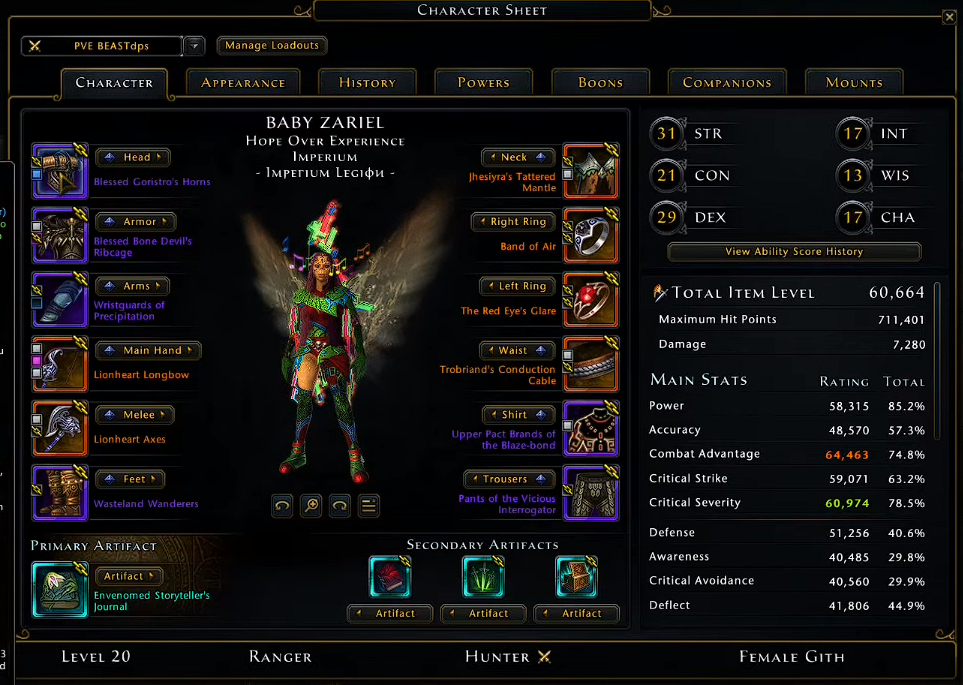 Character Sheet
PVE BEASTdps
Manage Loadouts
Character
Appearance
History
Powers
Boons
Companions
Mounts
BABY ZARIEL
Hope Over Experience
Imperium
- Imperium Legiφn -
Head
Blessed Goristro's Horns
Armor
Blessed Bone Devil's
Ribcage
Arms
Wristguards of
Precipitation
Main Hand
Lionheart Longbow
Melee
Lionheart Axes
Feet
Wasteland Wanderers
Neck
Jhesiyra's Tattered
Mantle
Right Ring
Band of Air
Left Ring
The Red Eye's Glare
Waist
Trobriand's Conduction
Cable
Shirt
Upper Pact Brands of
the Blaze-bond
Trousers
Pants of the Vicious
Interrogator
Primary Artifact
Artifact
Envenomed Storyteller's
Journal
Secondary Artifacts
Artifact
Artifact
Artifact
31 STR
17 INT
21 CON
13 WIS
29 DEX
17 CHA
View Ability Score History
Total Item Level 60,664
Maximum Hit Points 711,401
Damage 7,280
Main Stats Rating Total
Power 58,315 85.2%
Accuracy 48,570 57.3%
Combat Advantage 64,463 74.8%
Critical Strike 59,071 63.2%
Critical Severity 60,974 78.5%
Defense 51,256 40.6%
Awareness 40,485 29.8%
Critical Avoidance 40,560 29.9%
Deflect 41,806 44.9%
Level 20
Ranger
Hunter
Female Gith